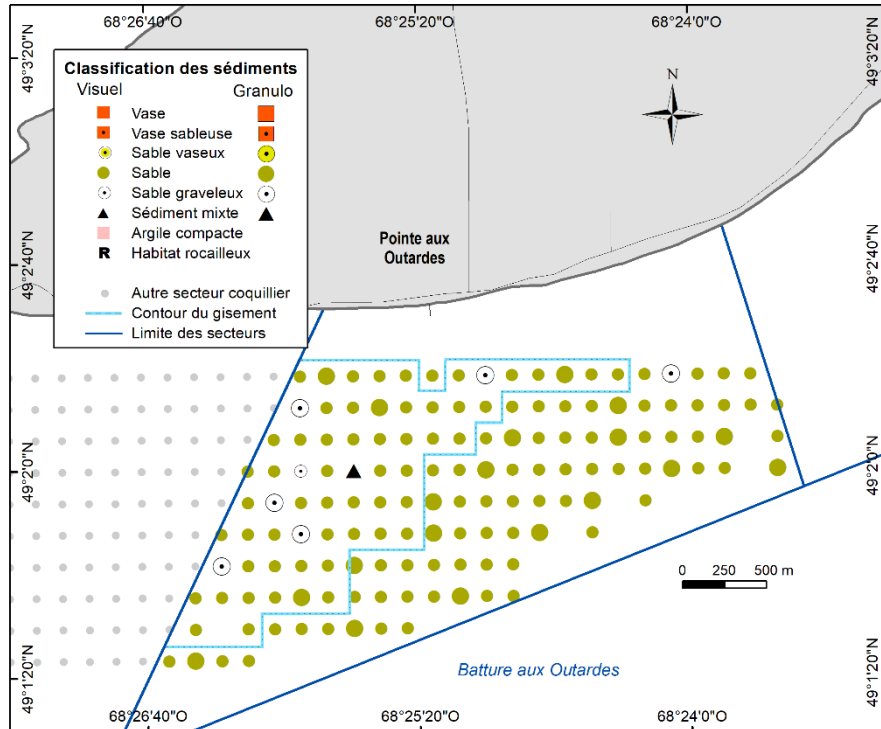 68°26'40"O 68°25'20"O 68°24'0"O
49°3'20"N 49°3'20"N
Classification des sédiments
Visuel Granulo
Vase
Vase sableuse
Sable vaseux
Sable
Sable graveleux
Sédiment mixte
Argile compacte
R Habitat rocailleux
Autre secteur coquillier
Contour du gisement
Limite des secteurs
N
Pointe aux
Outardes
49°2'40"N 49°2'40"N
49°2'0"N 49°2'0"N
0 250 500 m
Batture aux Outardes
49°1'20"N 49°1'20"N
68°26'40"O 68°25'20"O 68°24'0"O